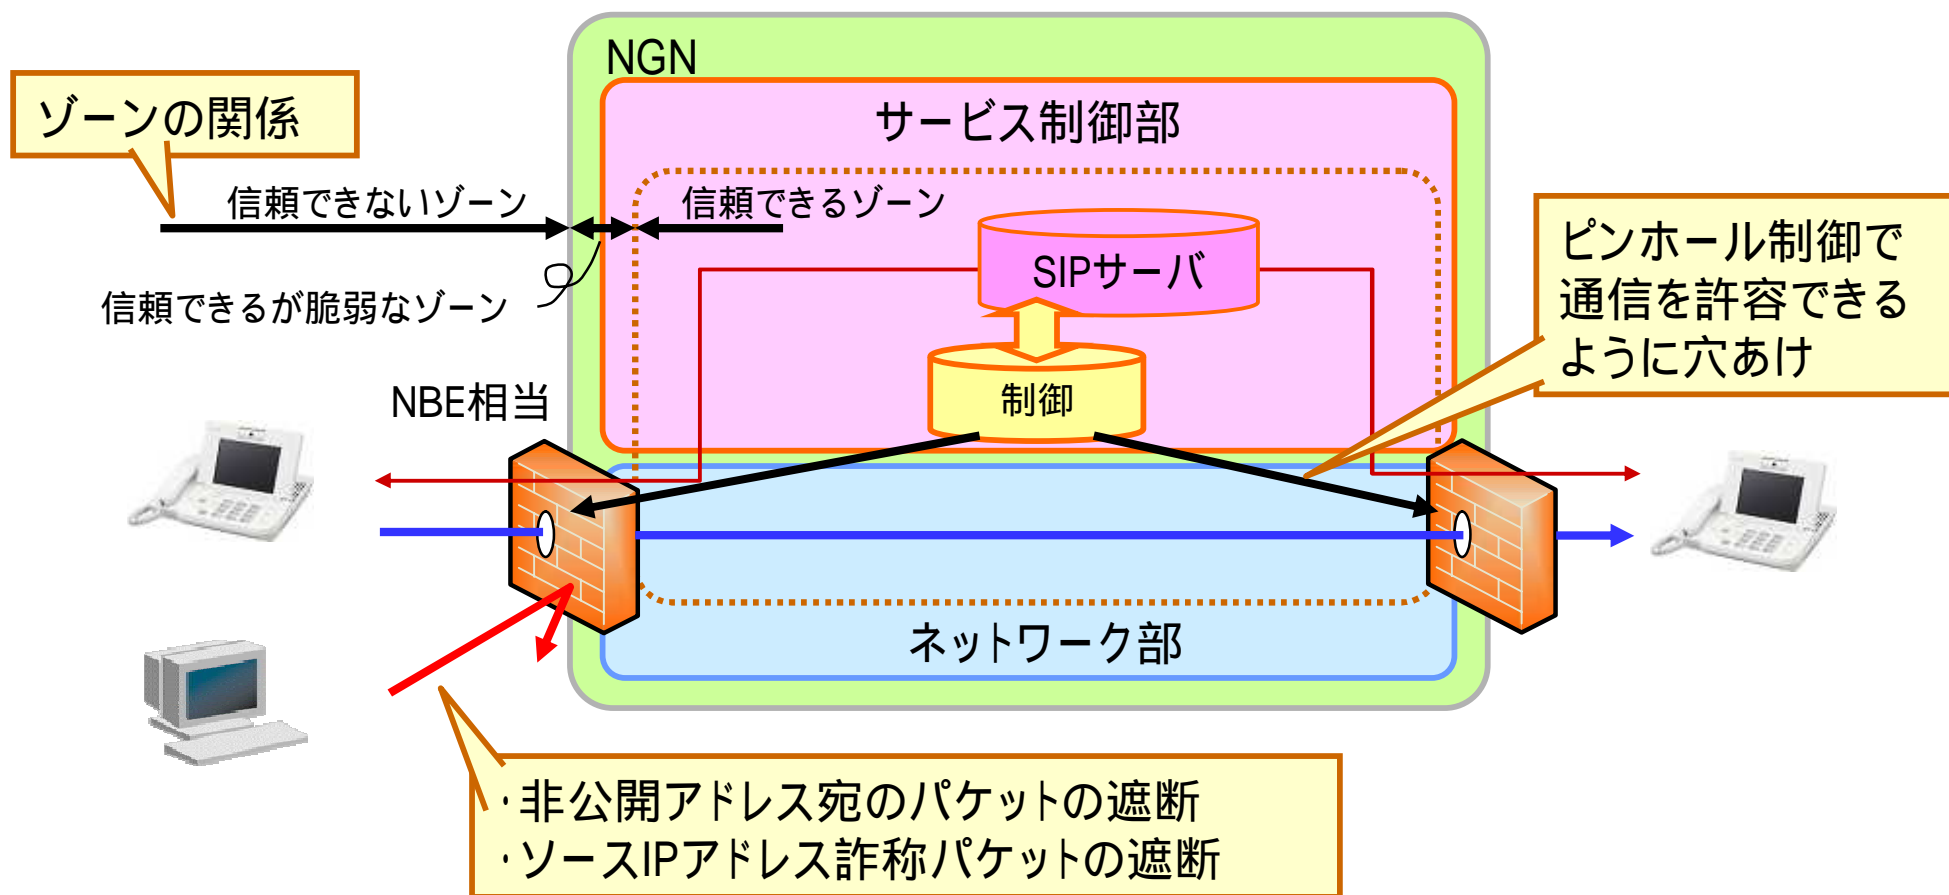 NGN
ゾーンの関係
サービス制御部
信頼できないゾーン
信頼できるゾーン
信頼できるが脆弱なゾーン
SIPサーバ
ピンホール制御で
通信を許容できる
ように穴あけ
制御
NBE相当
ネットワーク部
・非公開アドレス宛のパケットの遮断
・ソースIPアドレス詐称パケットの遮断